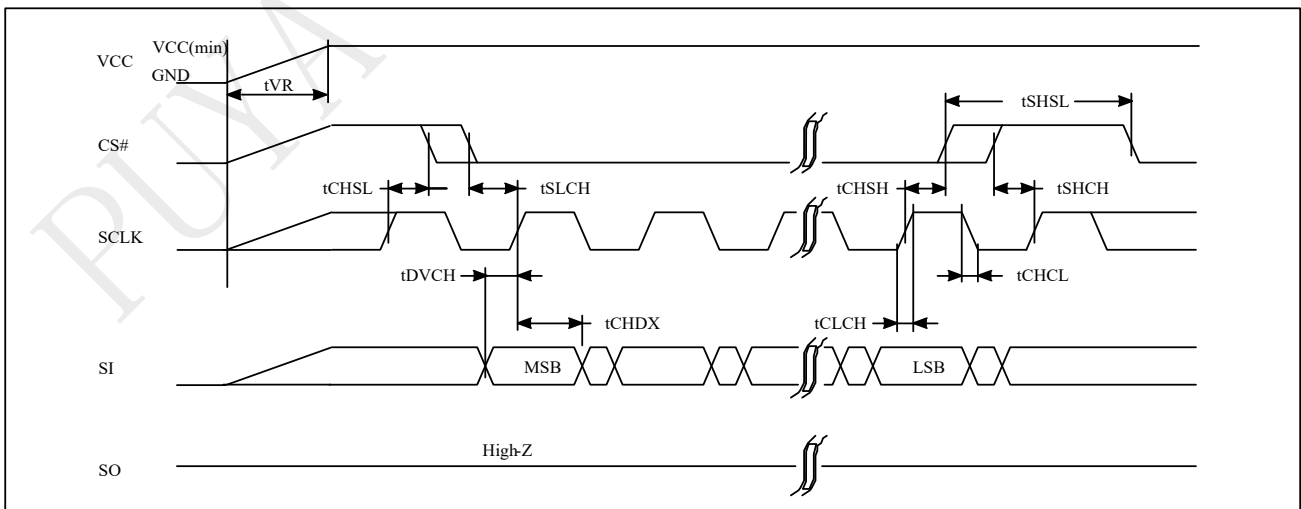 VCC
VCC(min)
GND
tVR
tSHSL
CS#
tCHSL
tSLCH
tCHSH
tSHCH
SCLK
tDVCH
tCHCL
tCHDX
tCLCH
SI
MSB
LSB
High-Z
SO
PUYA